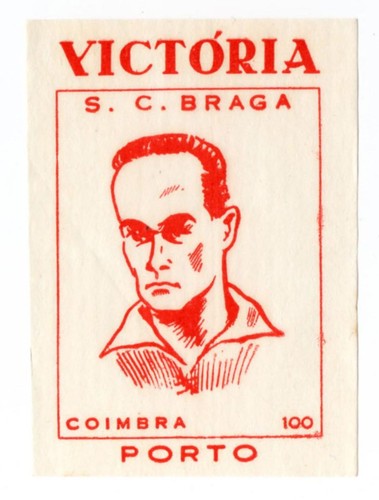 VICTÓRIA
S. C. BRAGA
COIMBRA 100
PORTO